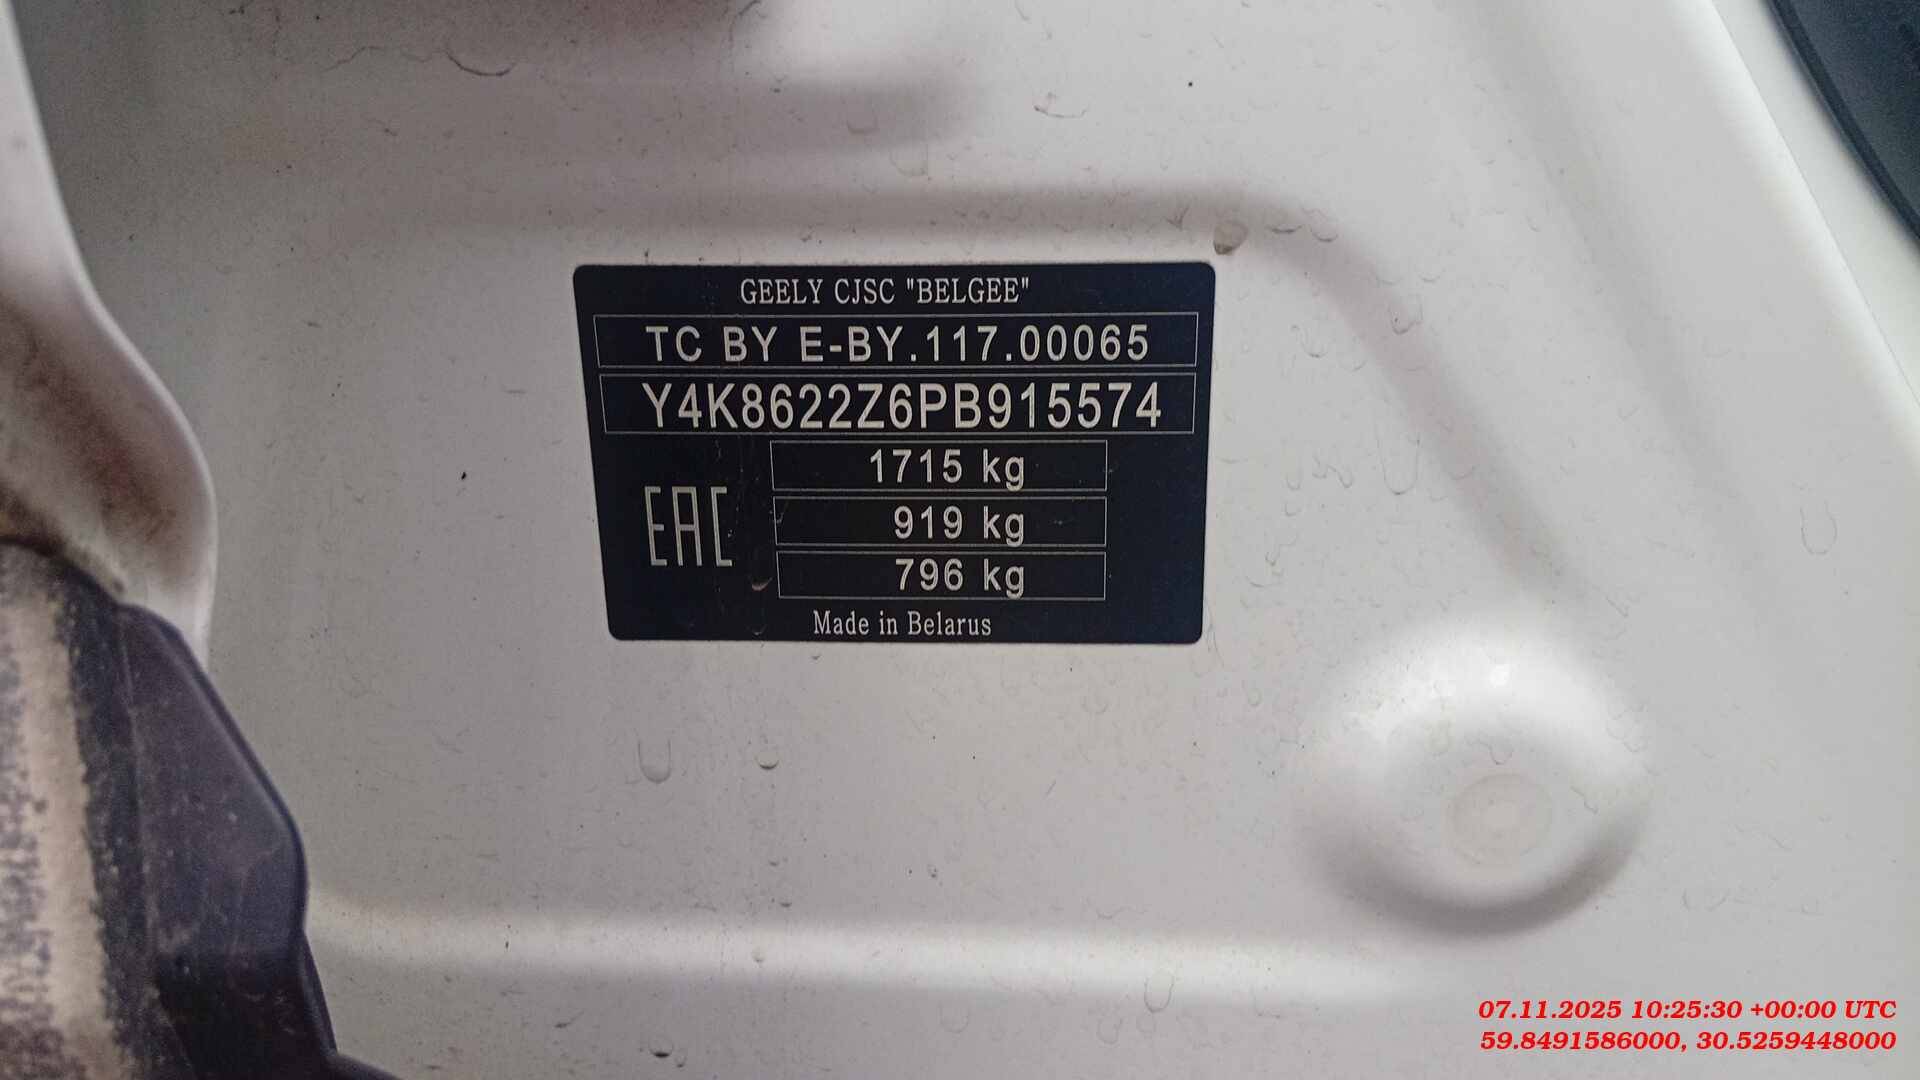 GEELY CJSC "BELGEE"
TC BY E-BY.117.00065
Y4K8622Z6PB915574
1715 kg
EAC
919 kg
796 kg
Made in Belarus
07.11.2025 10:25:30 +00:00 UTC
59.8491586000, 30.5259448000